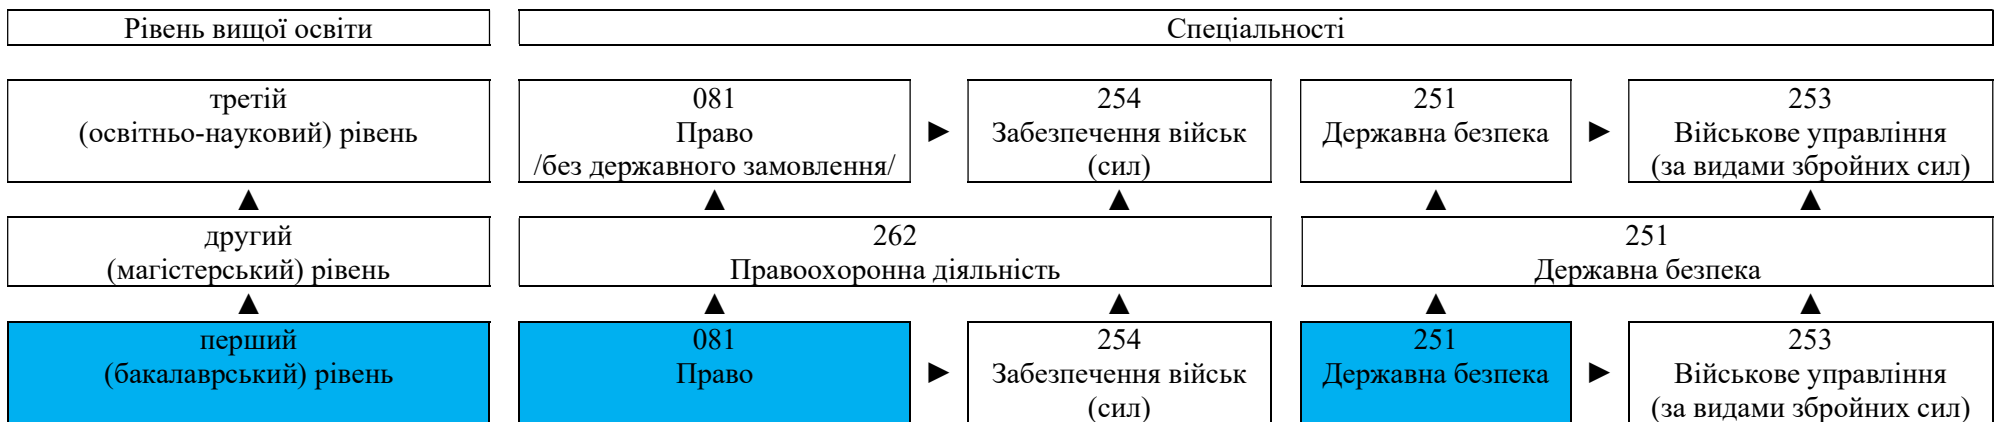 Рівень вищої освіти
Спеціальності
третій
(освітньо-науковий) рівень
081
Право
/без державного замовлення/
►
254
Забезпечення військ
(сил)
251
Державна безпека
►
253
Військове управління
(за видами збройних сил)
▲ ▲ ▲ ▲ ▲
другий
(магістерський) рівень
262
Правоохоронна діяльність
251
Державна безпека
▲ ▲ ▲ ▲ ▲
перший
(бакалаврський) рівень
081
Право
►
254
Забезпечення військ
(сил)
251
Державна безпека
►
253
Військове управління
(за видами збройних сил)